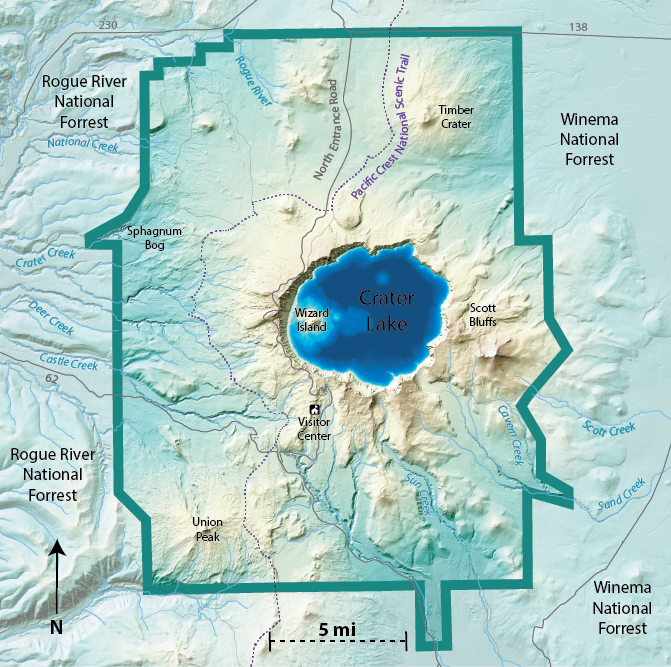 230
138
Rogue River
National
Forrest
Rogue River
North Entrance Road
Pacific Crest National Scenic Trail
Timber
Crater
Winema
National
Forrest
National Creek
Sphagnum
Bog
Cratet Creek
Deer Creek
Castle Creek
62
Crater
Lake
Wizard
Island
Scott
Bluffs
Visitor
Center
Cavern Creek
Scott Creek
Sand Creek
Sun Creek
Rogue River
National
Forrest
Union
Peak
Winema
National
Forrest
N
5 mi